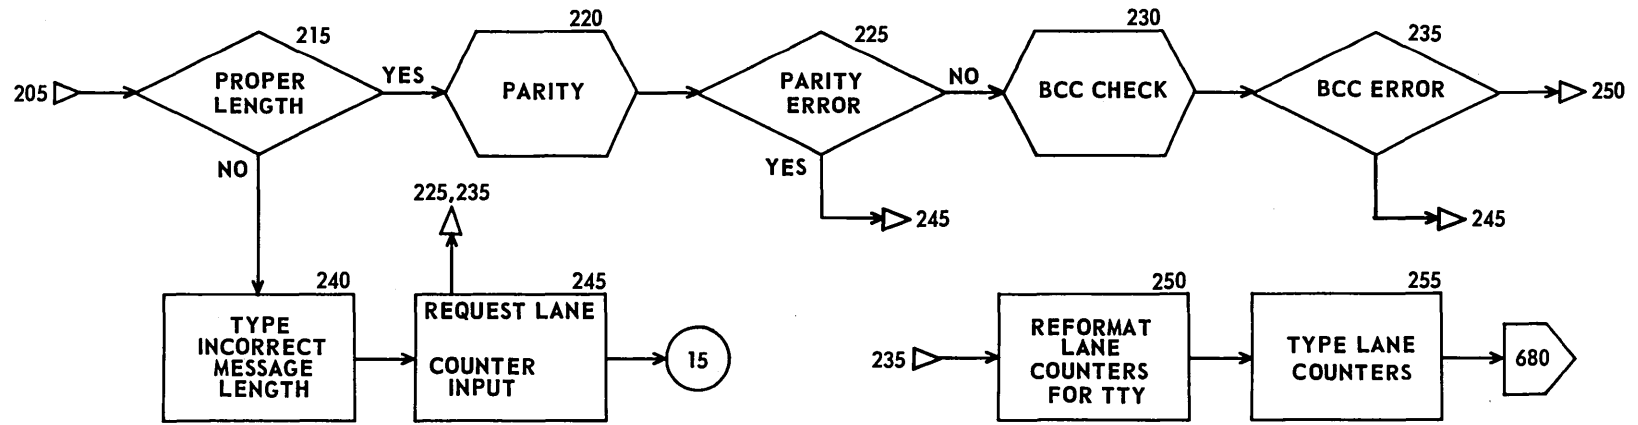 215
220
225
230
235
205
PROPER
LENGTH
YES
PARITY
PARITY
ERROR
NO
BCC CHECK
BCC ERROR
250
NO
YES
225,235
245
245
240
TYPE
INCORRECT
MESSAGE
LENGTH
245
REQUEST LANE
COUNTER
INPUT
15
235
250
REFORMAT
LANE
COUNTERS
FOR TTY
255
TYPE LANE
COUNTERS
680